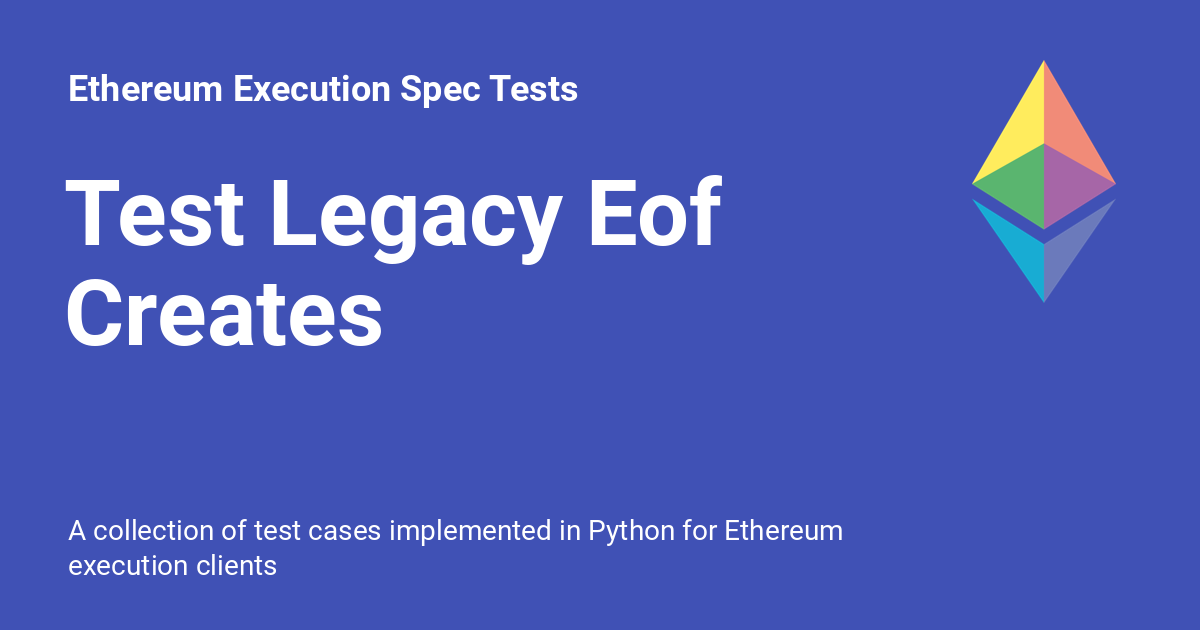 Ethereum Execution Spec Tests
Test Legacy Eof
Creates
A collection of test cases implemented in Python for Ethereum
execution clients